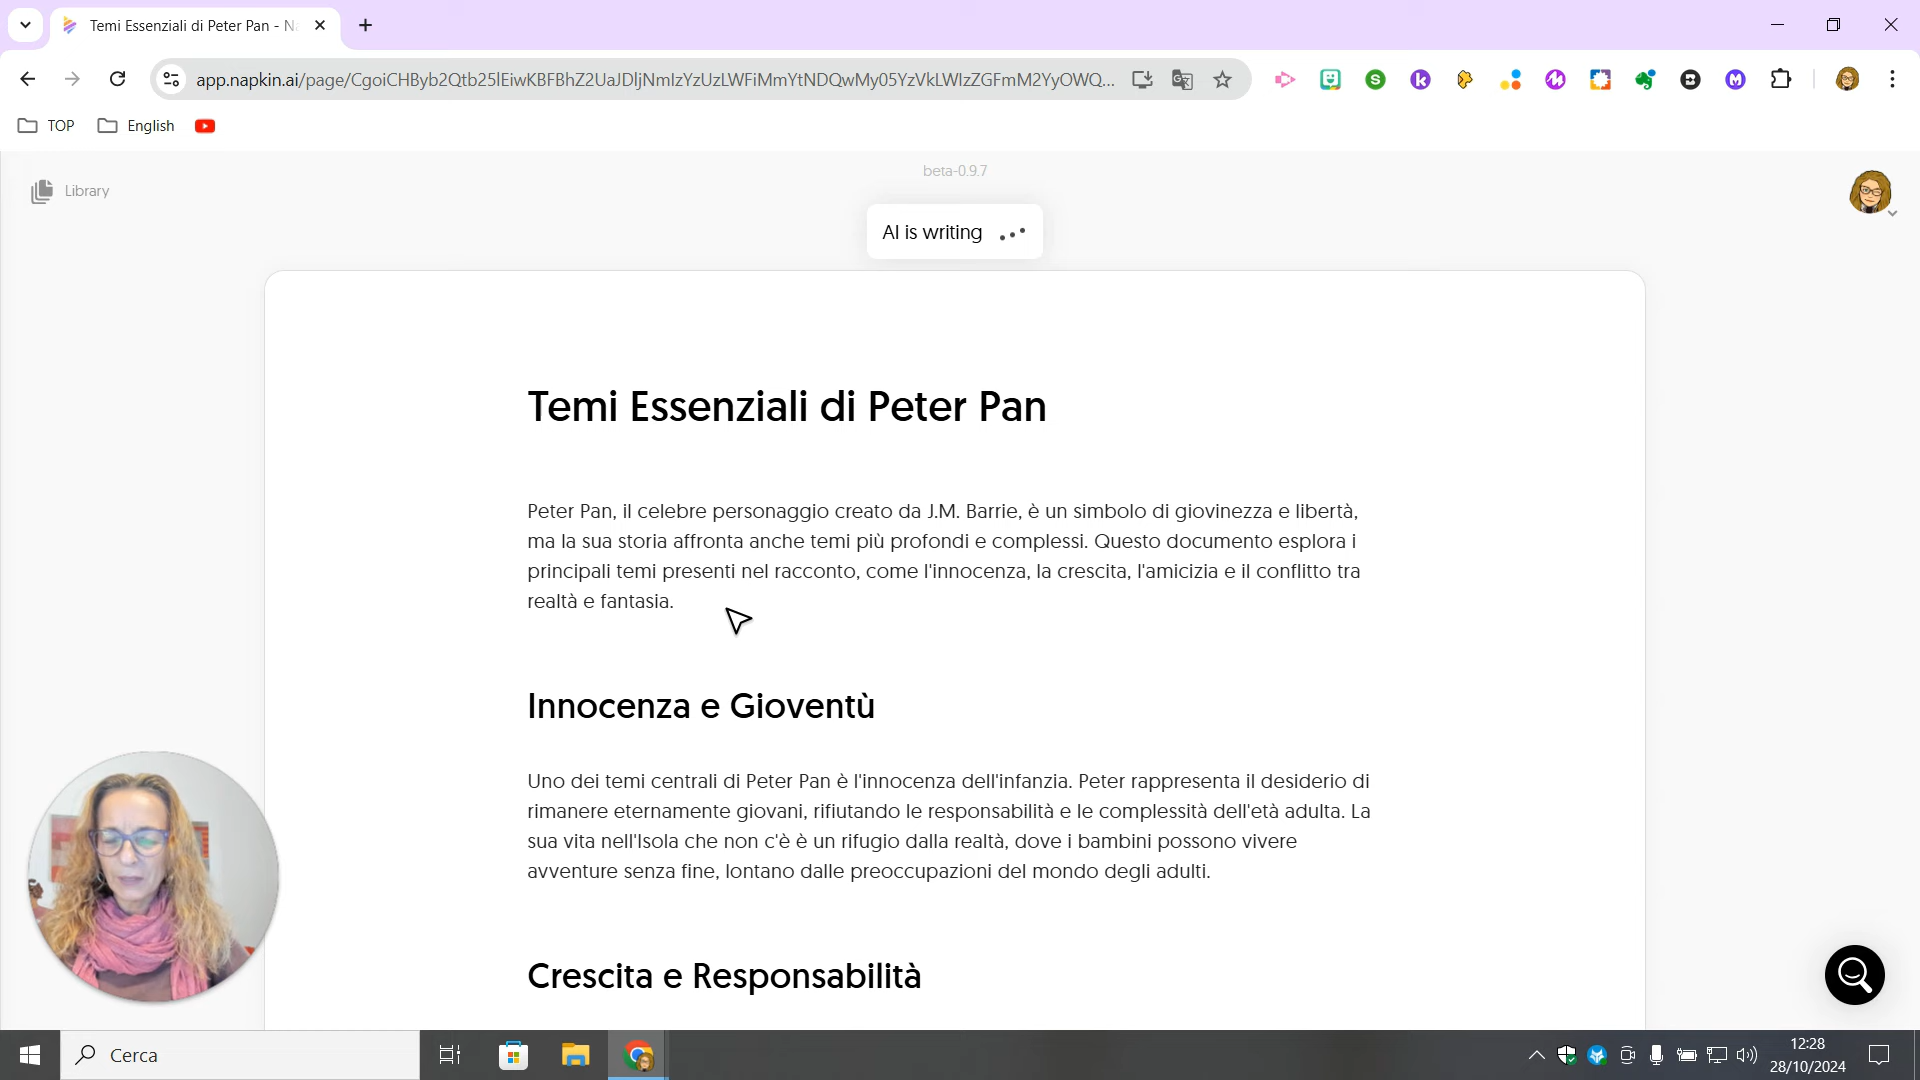 Temi Essenziali di Peter Pan - Na
app.napkin.ai/page/CgoiCHByb2Qtb25lEiwKBFBhZ2UaJDljNmIzYzUzLWFiMmYtNDQwMy05YzVkLWIzZGFmM2YyOWQ...
TOP
English
beta-0.9.7
Library
AI is writing
Temi Essenziali di Peter Pan
Peter Pan, il celebre personaggio creato da J.M. Barrie, è un simbolo di giovinezza e libertà,
ma la sua storia affronta anche temi più profondi e complessi. Questo documento esplora i
principali temi presenti nel racconto, come l'innocenza, la crescita, l'amicizia e il conflitto tra
realtà e fantasia.
Innocenza e Gioventù
Uno dei temi centrali di Peter Pan è l'innocenza dell'infanzia. Peter rappresenta il desiderio di
rimanere eternamente giovani, rifiutando le responsabilità e le complessità dell'età adulta. La
sua vita nell'Isola che non c'è è un rifugio dalla realtà, dove i bambini possono vivere
avventure senza fine, lontano dalle preoccupazioni del mondo degli adulti.
Crescita e Responsabilità
Cerca
12:28
28/10/2024